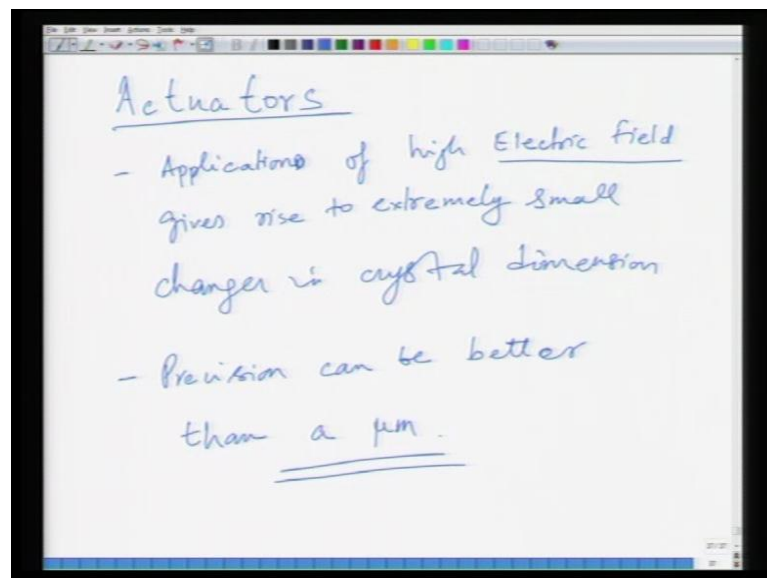 Actuators
- Applications of high Electric field
gives rise to extremely small
changes in crystal dimension
- Precision can be better
than a µm.